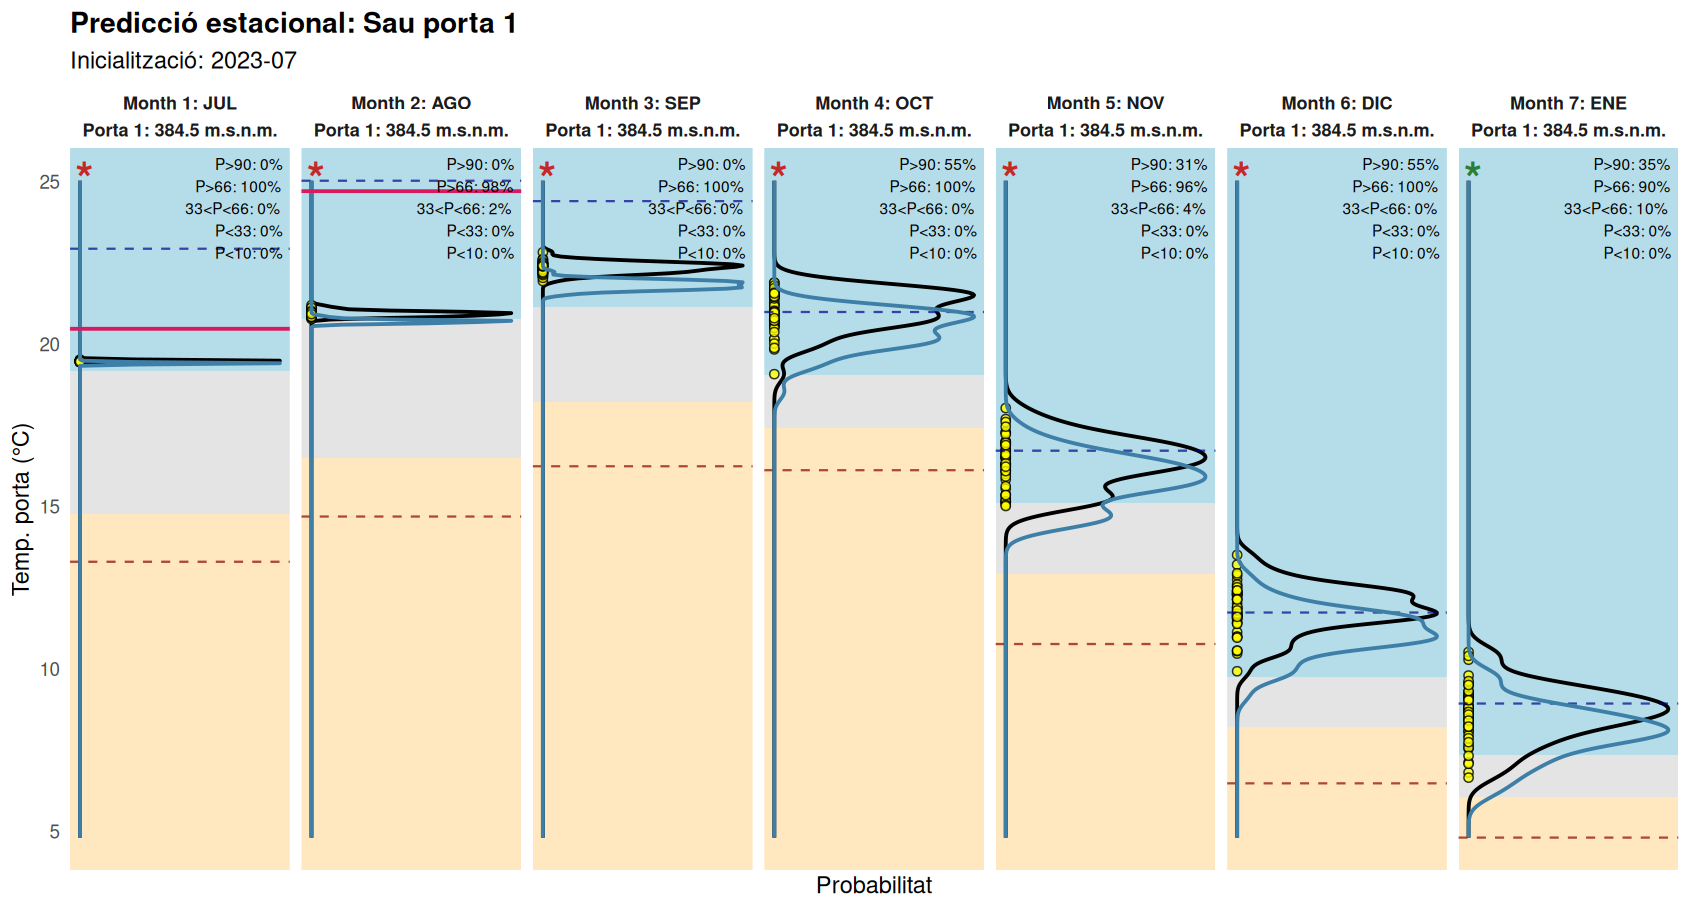 Predicció estacional: Sau porta 1
Inicialització: 2023-07
Month 1: JUL
Porta 1: 384.5 m.s.n.m.
Month 2: AGO
Porta 1: 384.5 m.s.n.m.
Month 3: SEP
Porta 1: 384.5 m.s.n.m.
Month 4: OCT
Porta 1: 384.5 m.s.n.m.
Month 5: NOV
Porta 1: 384.5 m.s.n.m.
Month 6: DIC
Porta 1: 384.5 m.s.n.m.
Month 7: ENE
Porta 1: 384.5 m.s.n.m.
*
P>90: 0%
P>66: 100%
33<P<66: 0%
P<33: 0%
P<10: 0%
*
P>90: 0%
P>66: 98%
33<P<66: 2%
P<33: 0%
P<10: 0%
*
P>90: 0%
P>66: 100%
33<P<66: 0%
P<33: 0%
P<10: 0%
*
P>90: 55%
P>66: 100%
33<P<66: 0%
P<33: 0%
P<10: 0%
*
P>90: 31%
P>66: 96%
33<P<66: 4%
P<33: 0%
P<10: 0%
*
P>90: 55%
P>66: 100%
33<P<66: 0%
P<33: 0%
P<10: 0%
*
P>90: 35%
P>66: 90%
33<P<66: 10%
P<33: 0%
P<10: 0%
25
20
15
10
5
Temp. porta (°C)
Probabilitat